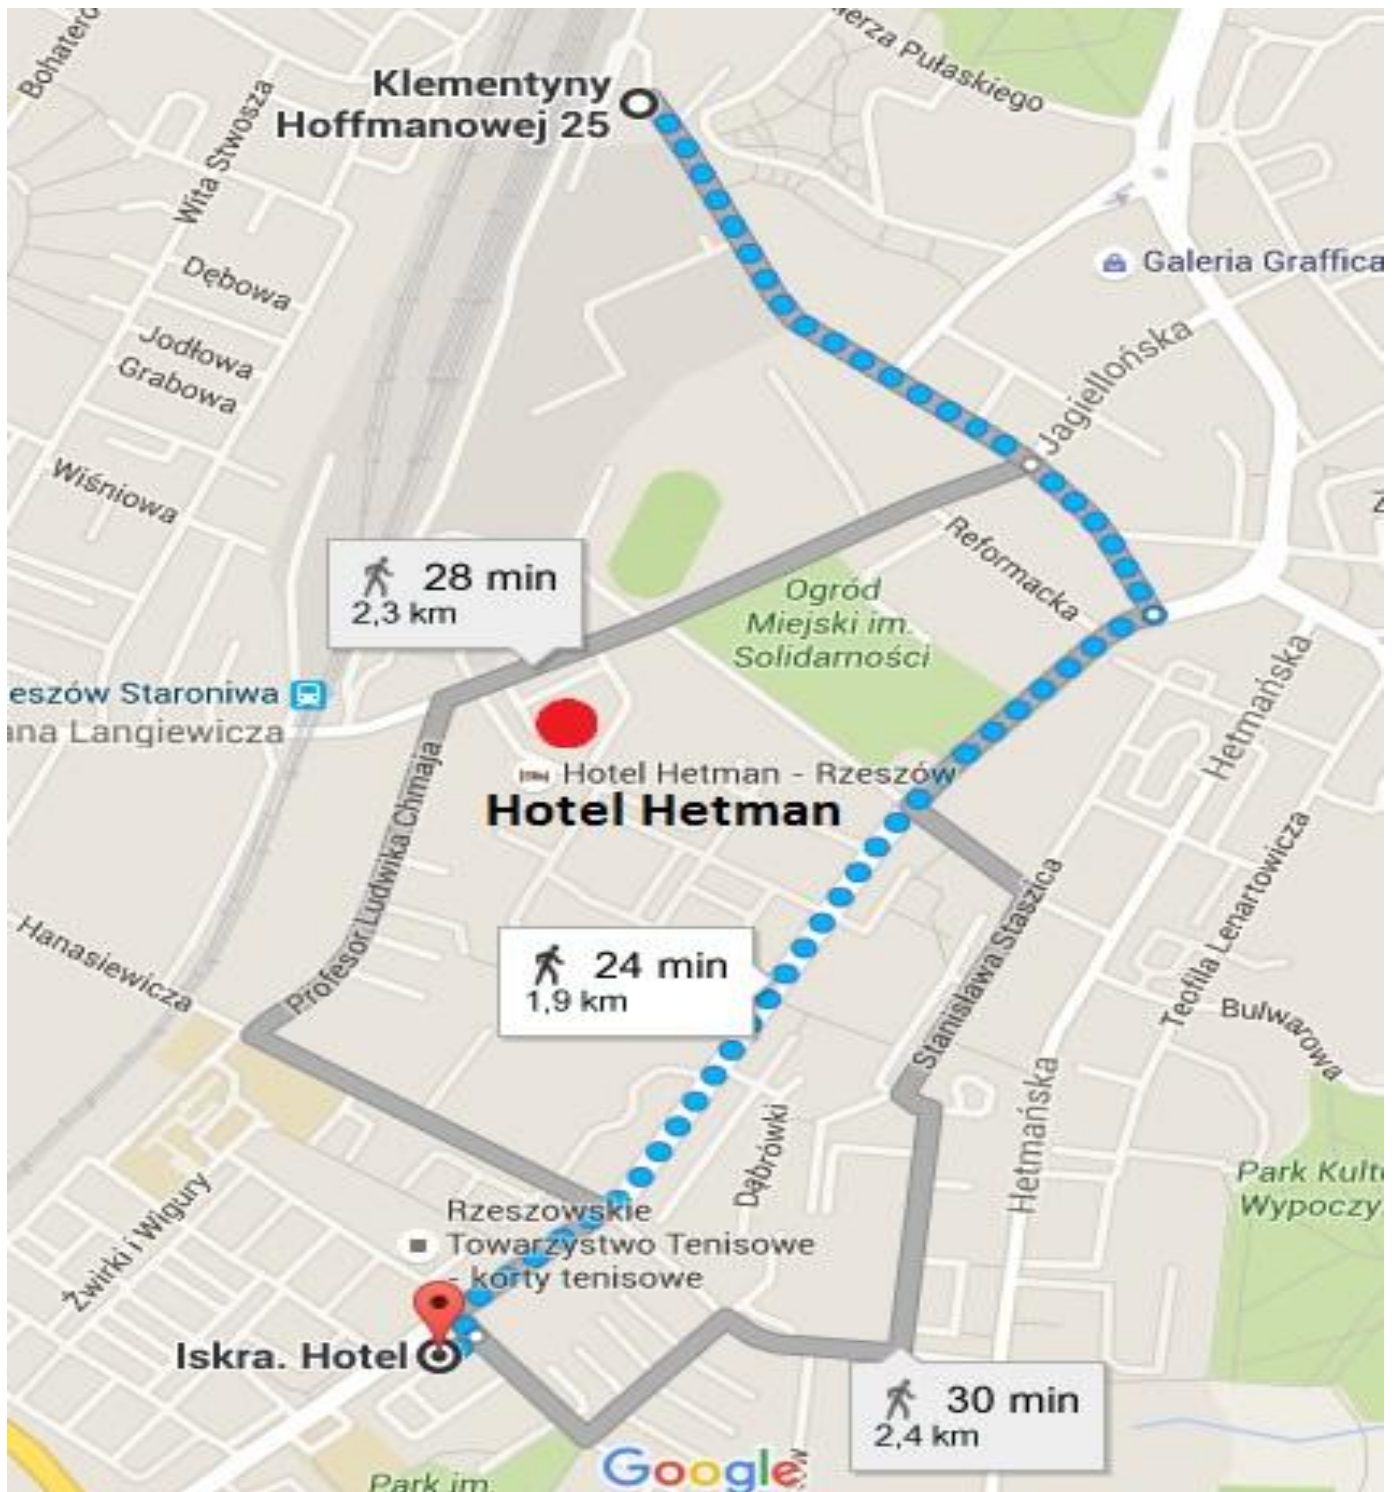 Bohateró
Klementyny
Hoffmanowej 25
ierza Pułaskiego
Wita Stwosza
Galeria Graffica
Dębowa
Jodłowa
Grabowa
Jagiellońska
Wiśniowa
Reformacka
28 min
2,3 km
Ogród
Miejski im.
Solidarności
eszów Staroniwa
ana Langiewicza
Hetmańska
Hotel Hetman - Rzeszów
Hotel Hetman
Profesor Ludwika Chmaja
Stanisława Staszica
Teofila Lenartowicza
Hanasiewicza
24 min
1,9 km
Bulwarowa
Hetmańska
Dąbrówki
Park Kult
Wypoczy
Żwirki i Wigury
Rzeszowskie
Towarzystwo Tenisowe
- korty tenisowe
Iskra. Hotel
30 min
2,4 km
Google
Park im.